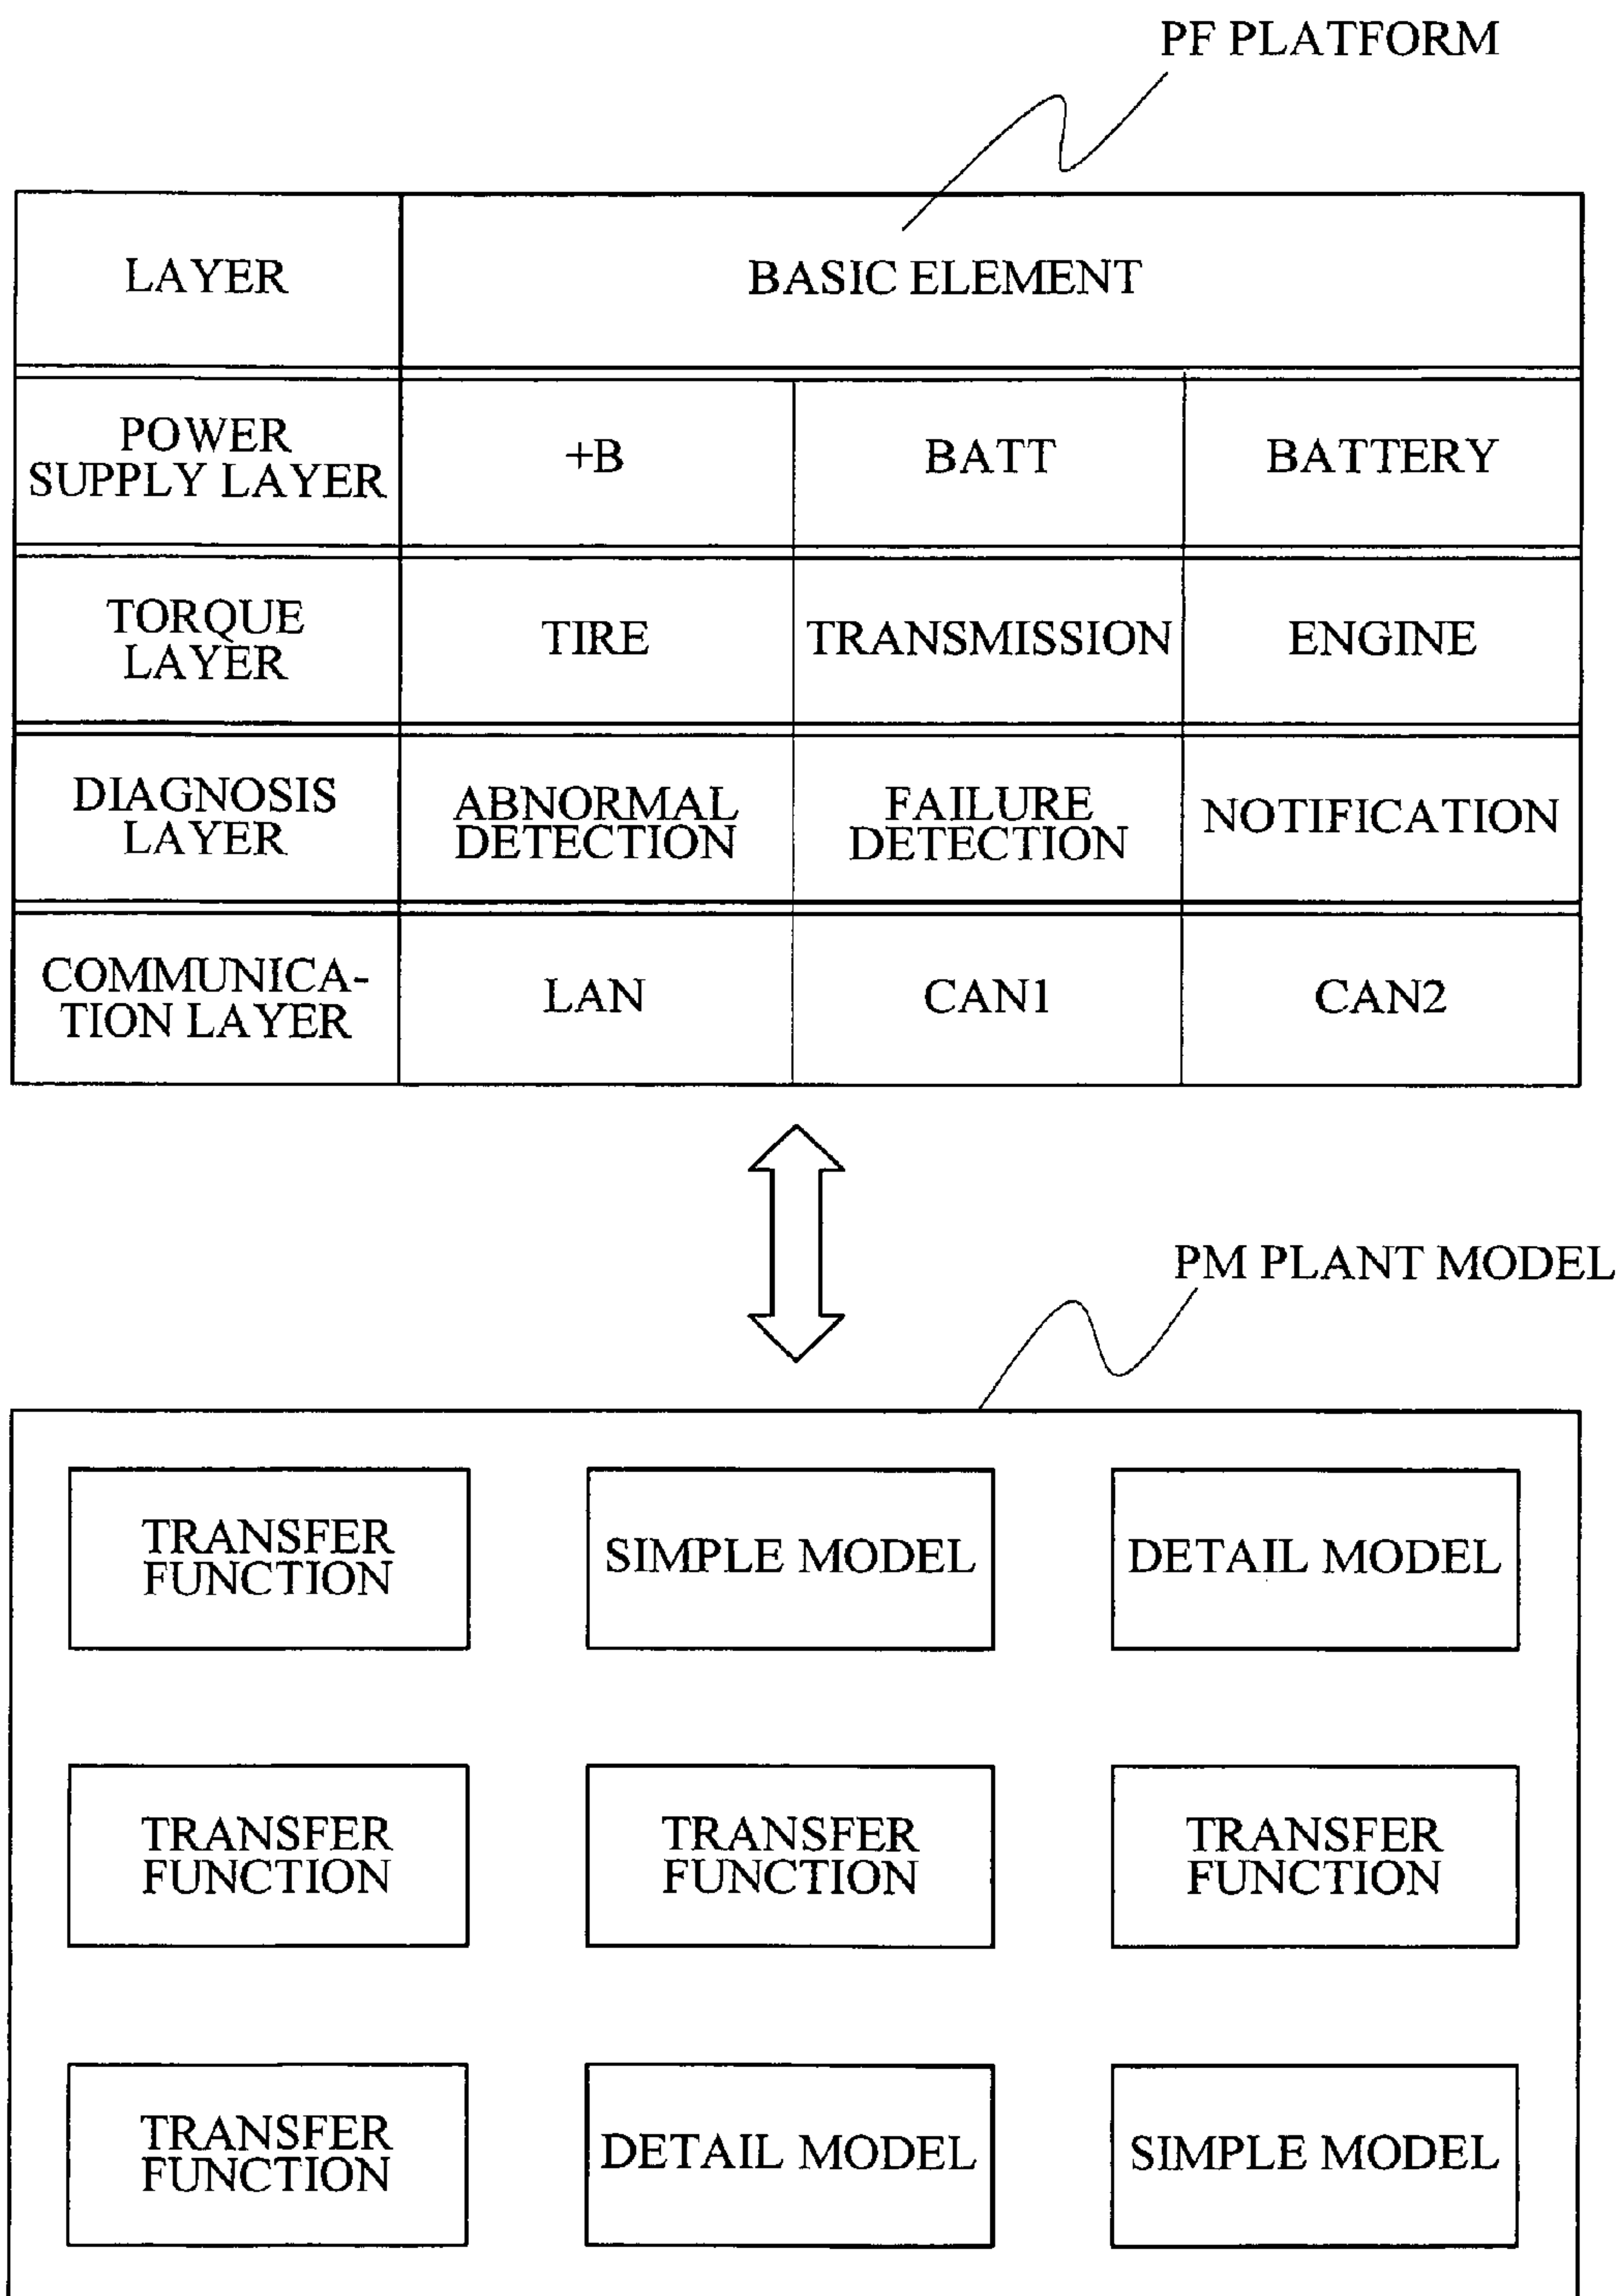 PF PLATFORM
LAYER
BASIC ELEMENT
POWER
SUPPLY LAYER
+B
BATT
BATTERY
TORQUE
LAYER
TIRE
TRANSMISSION
ENGINE
DIAGNOSIS
LAYER
ABNORMAL
DETECTION
FAILURE
DETECTION
NOTIFICATION
COMMUNICA-
TION LAYER
LAN
CAN1
CAN2
PM PLANT MODEL
TRANSFER
FUNCTION
SIMPLE MODEL
DETAIL MODEL
TRANSFER
FUNCTION
TRANSFER
FUNCTION
TRANSFER
FUNCTION
TRANSFER
FUNCTION
DETAIL MODEL
SIMPLE MODEL